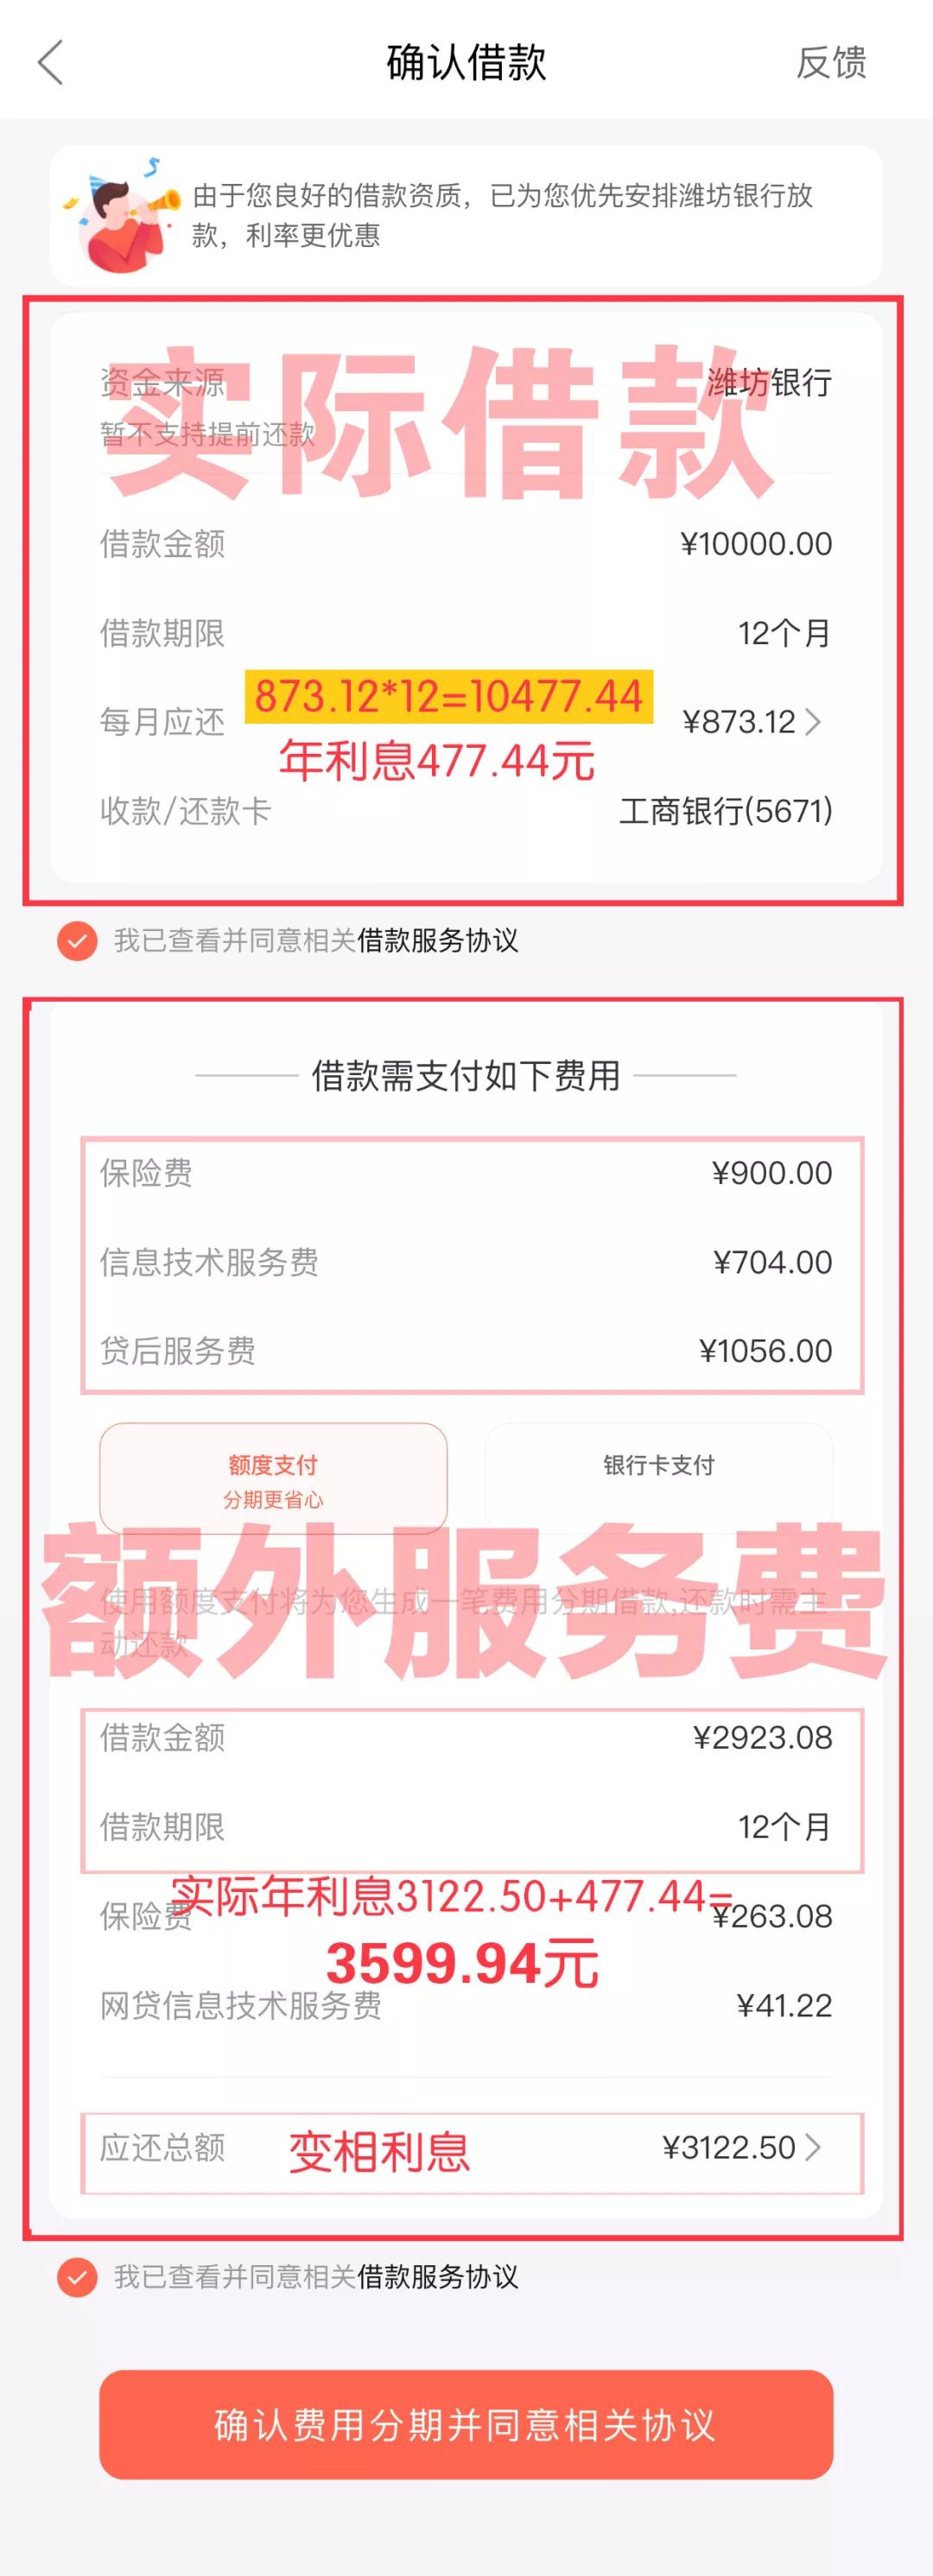 确认借款
反馈
由于您良好的借款资质，已为您优先安排潍坊银行放
款，利率更优惠
实际借款
资金来源 潍坊银行
暂不支持提前还款
借款金额 ¥10000.00
借款期限 12个月
873.12*12=10477.44
每月应还 ¥873.12
年利息477.44元
收款/还款卡 工商银行(5671)
我已查看并同意相关借款服务协议
借款需支付如下费用
保险费 ¥900.00
信息技术服务费 ¥704.00
贷后服务费 ¥1056.00
额度支付
分期更省心
银行卡支付
额外服务费
使用额度支付将为您生成一笔费用分期借款,还款时需主
动还款
借款金额 ¥2923.08
借款期限 12个月
实际年利息3122.50+477.44=
保险费 ¥263.08
3599.94元
网贷信息技术服务费 ¥41.22
应还总额 变相利息 ¥3122.50
我已查看并同意相关借款服务协议
确认费用分期并同意相关协议